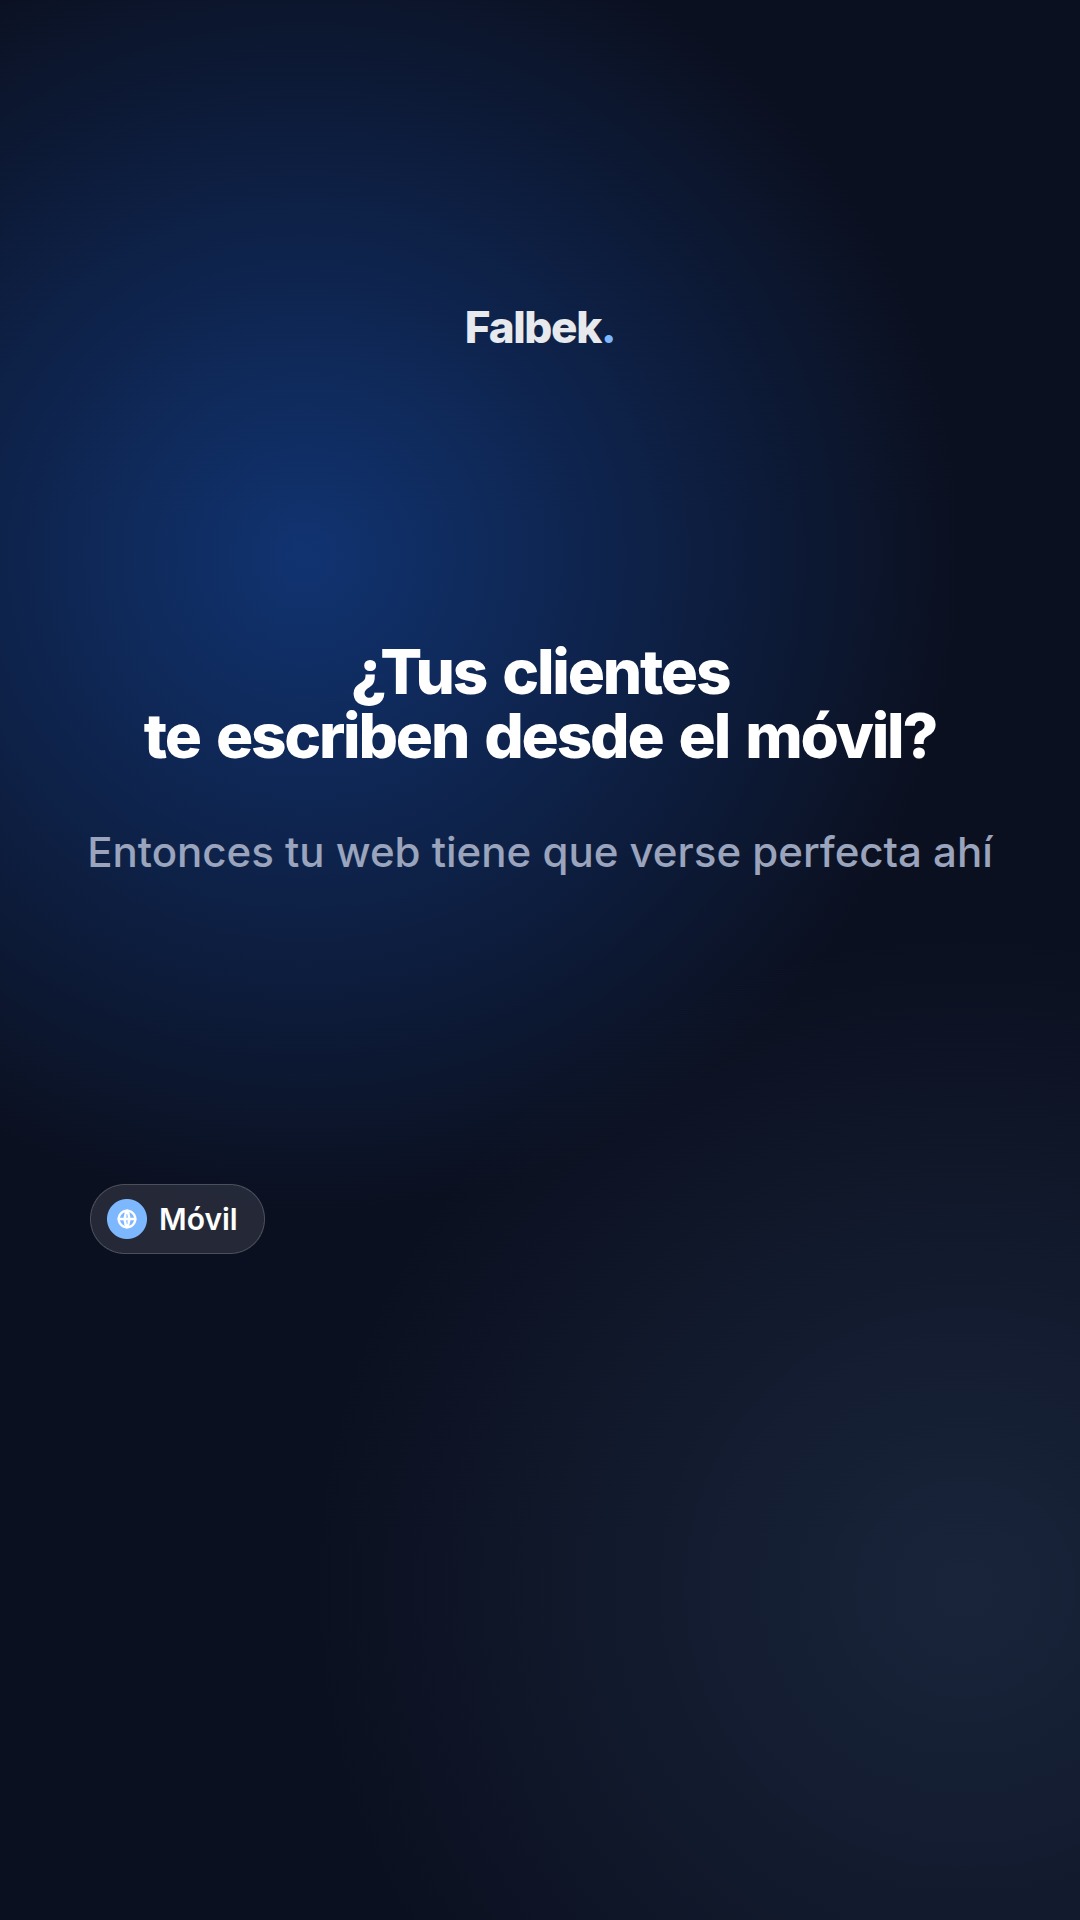 Falbek.
¿Tus clientes
te escriben desde el móvil?
Entonces tu web tiene que verse perfecta ahí
Móvil